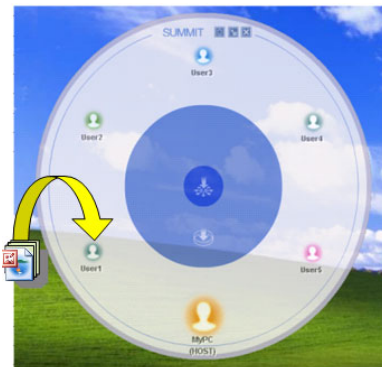 SUMMIT
User3
User2
User4
User1
User5
MyPC
(HOST)